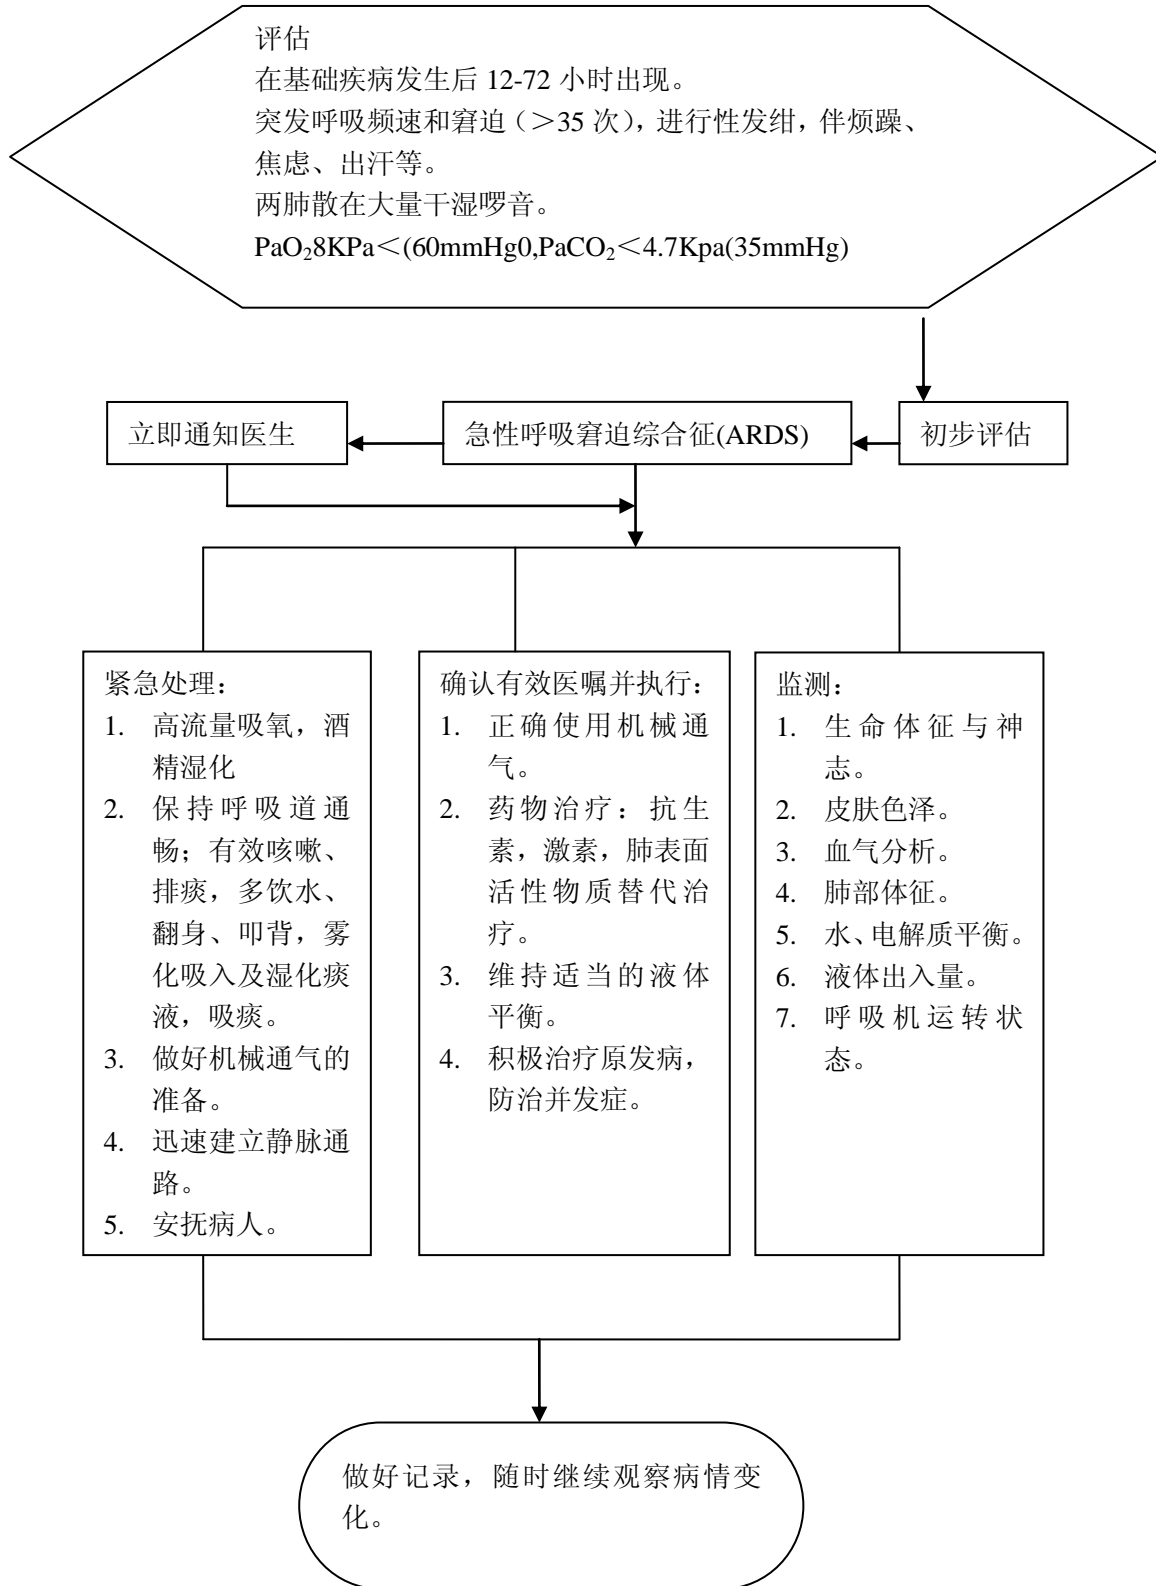 评估
在基础疾病发生后 12-72 小时出现。
突发呼吸频速和窘迫（＞35 次），进行性发绀，伴烦躁、
焦虑、出汗等。
两肺散在大量干湿啰音。
PaO₂8KPa＜(60mmHg0,PaCO₂＜4.7Kpa(35mmHg)
立即通知医生
急性呼吸窘迫综合征(ARDS)
初步评估
紧急处理：
1. 高流量吸氧，酒
精湿化
2. 保持呼吸道通
畅；有效咳嗽、
排痰，多饮水、
翻身、叩背，雾
化吸入及湿化痰
液，吸痰。
3. 做好机械通气的
准备。
4. 迅速建立静脉通
路。
5. 安抚病人。
确认有效医嘱并执行：
1. 正确使用机械通
气。
2. 药物治疗：抗生
素，激素，肺表面
活性物质替代治
疗。
3. 维持适当的液体
平衡。
4. 积极治疗原发病，
防治并发症。
监测：
1. 生命体征与神
志。
2. 皮肤色泽。
3. 血气分析。
4. 肺部体征。
5. 水、电解质平衡。
6. 液体出入量。
7. 呼吸机运转状
态。
做好记录，随时继续观察病情变
化。